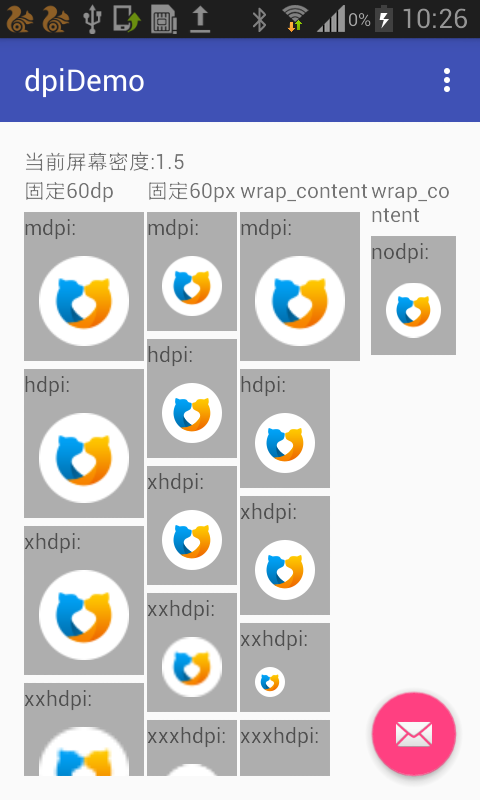 0% 10:26
dpiDemo
当前屏幕密度:1.5
固定60dp
固定60px
wrap_content
wrap_co
ntent
mdpi:
mdpi:
mdpi:
nodpi:
hdpi:
hdpi:
hdpi:
xhdpi:
xhdpi:
xhdpi:
xxhdpi:
xxhdpi:
xxhdpi:
xxxhdpi:
xxxhdpi: